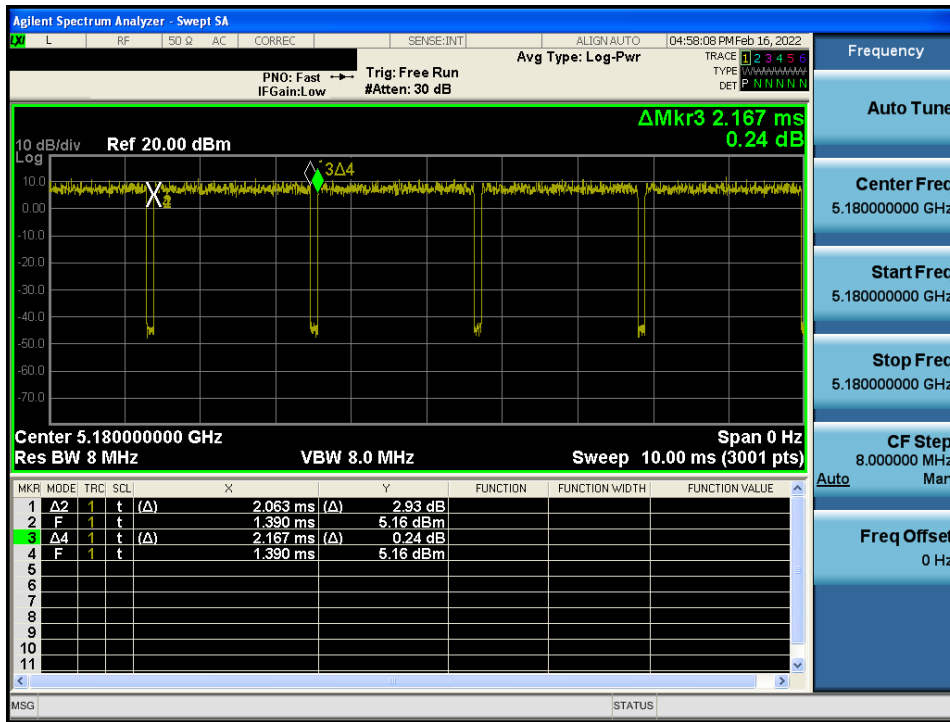 Agilent Spectrum Analyzer - Swept SA
LXI L RF 50 Ω AC CORREC SENSE:INT ALIGN AUTO 04:58:08 PM Feb 16, 2022
Avg Type: Log-Pwr
TRACE 1 2 3 4 5 6
TYPE
DET P N N N N N
PNO: Fast Trig: Free Run
IFGain:Low #Atten: 30 dB
ΔMkr3 2.167 ms
0.24 dB
10 dB/div Ref 20.00 dBm
Log
3Δ4
10.0
0.00
-10.0
-20.0
-30.0
-40.0
-50.0
-60.0
-70.0
Center 5.180000000 GHz Span 0 Hz
Res BW 8 MHz VBW 8.0 MHz Sweep 10.00 ms (3001 pts)
MKR MODE TRC SCL X Y FUNCTION FUNCTION WIDTH FUNCTION VALUE
1 Δ2 1 t (Δ) 2.063 ms (Δ) 2.93 dB
2 F 1 t 1.390 ms 5.16 dBm
3 Δ4 1 t (Δ) 2.167 ms (Δ) 0.24 dB
4 F 1 t 1.390 ms 5.16 dBm
5
6
7
8
9
10
11
MSG STATUS
Frequency
Auto Tune
Center Freq
5.180000000 GHz
Start Freq
5.180000000 GHz
Stop Freq
5.180000000 GHz
CF Step
8.000000 MHz
Auto Man
Freq Offset
0 Hz